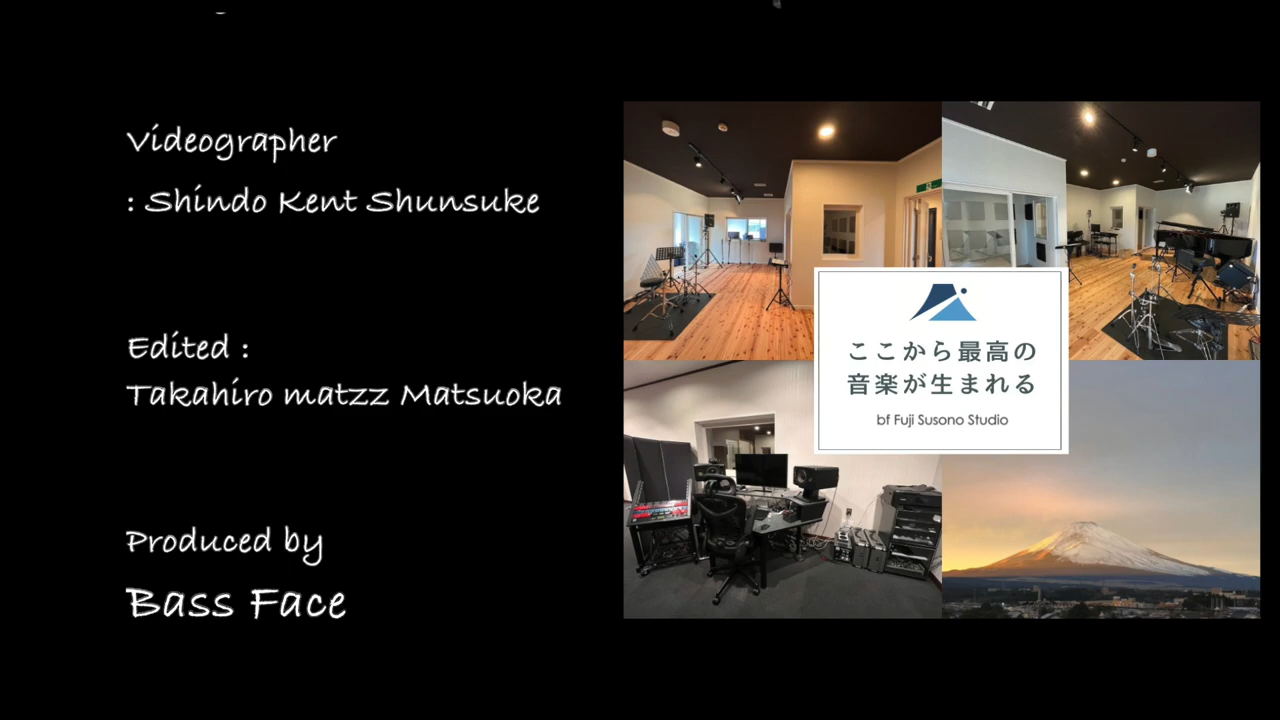 Videographer
: Shindo Kent Shunsuke
Edited :
Takahiro matzz Matsuoka
Produced by
Bass Face
ここから最高の
音楽が生まれる
bf Fuji Susono Studio